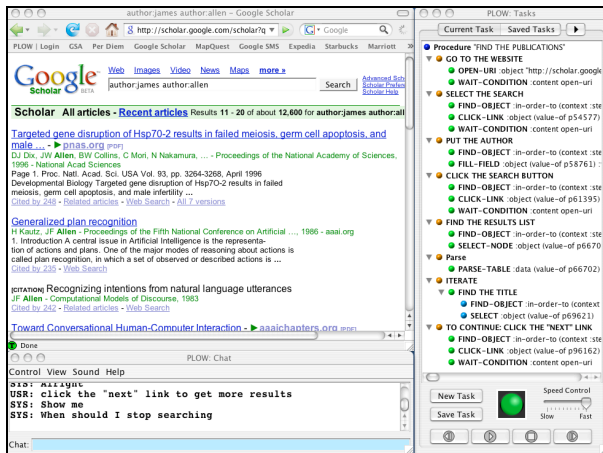 author:james author:allen - Google Scholar
http://scholar.google.com/scholar?q
Google
PLOW Login GSA Per Diem Google Scholar MapQuest Google SMS Expedia Starbucks Marriott »
Google Scholar BETA
Web Images Video News Maps more »
author:james author:allen
Search
Advanced Sch
Scholar Prefer
Scholar Help
Scholar All articles - Recent articles Results 11 - 20 of about 12,600 for author:james author:all
Targeted gene disruption of Hsp70-2 results in failed meiosis, germ cell apoptosis, and
male ... - ▶ pnas.org [PDF]
DJ Dix, JW Allen, BW Collins, C Mori, N Nakamura, ... - Proceedings of the National Academy of Sciences,
1996 - National Acad Sciences
Page 1. Proc. Natl. Acad. Sci. USA Vol. 93, pp. 3264-3268, April 1996
Developmental Biology Targeted gene disruption of Hsp7O-2 results in
failed meiosis, germ cell apoptosis, and male infertility ...
Cited by 248 - Related articles - Web Search - All 7 versions
Generalized plan recognition
H Kautz, JF Allen - Proceedings of the Fifth National Conference on Artificial ..., 1986 - aaai.org
1. Introduction A central issue in Artificial Intelligence is the representa-
tion of actions and plans. One of the major modes of reasoning about actions is
called plan recognition, in which a set of observed or described actions is ...
Cited by 235 - Web Search
[CITATION] Recognizing intentions from natural language utterances
JF Allen - Computational Models of Discourse, 1983
Cited by 242 - Related articles - Web Search
Toward Conversational Human-Computer Interaction - ▶ aaaichapters.org [PDF]
Done
PLOW: Chat
Control View Sound Help
SYS: Alright
USR: click the "next" link to get more results
SYS: Show me
SYS: When should I stop searching
Chat:
PLOW: Tasks
Current Task Saved Tasks
Procedure "FIND THE PUBLICATIONS"
GO TO THE WEBSITE
OPEN-URI :object "http://scholar.google
WAIT-CONDITION :content open-uri
SELECT THE SEARCH
FIND-OBJECT :in-order-to (context :ste
CLICK-LINK :object (value-of p54577)
WAIT-CONDITION :content open-uri
PUT THE AUTHOR
FIND-OBJECT :in-order-to (context :ste
FILL-FIELD :object (value-of p58761) :
CLICK THE SEARCH BUTTON
FIND-OBJECT :in-order-to (context :ste
CLICK-LINK :object (value-of p61395)
WAIT-CONDITION :content open-uri
FIND THE RESULTS LIST
FIND-OBJECT :in-order-to (context :ste
SELECT-NODE :object (value-of p6670
Parse
PARSE-TABLE :data (value-of p66702)
ITERATE
FIND THE TITLE
FIND-OBJECT :in-order-to (context
SELECT :object (value-of p69621)
TO CONTINUE: CLICK THE "NEXT" LINK
FIND-OBJECT :in-order-to (context :ste
CLICK-LINK :object (value-of p96162)
WAIT-CONDITION :content open-uri
New Task
Save Task
Speed Control
Slow Fast